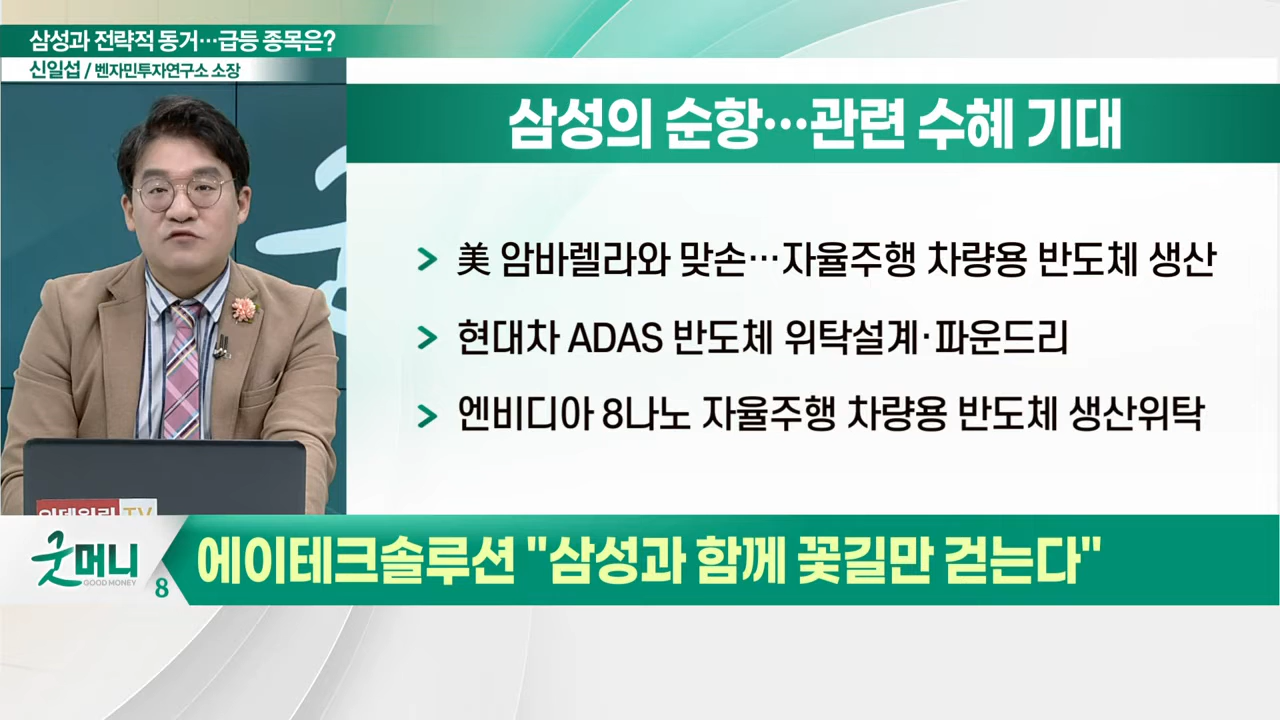 삼성과 전략적 동거…급등 종목은?
신일섭 / 벤자민투자연구소 소장
삼성의 순항…관련 수혜 기대
> 美 암바렐라와 맞손…자율주행 차량용 반도체 생산
> 현대차 ADAS 반도체 위탁설계·파운드리
> 엔비디아 8나노 자율주행 차량용 반도체 생산위탁
이데일리 TV
굿머니
GOOD MONEY
8
에이테크솔루션 "삼성과 함께 꽃길만 걷는다"